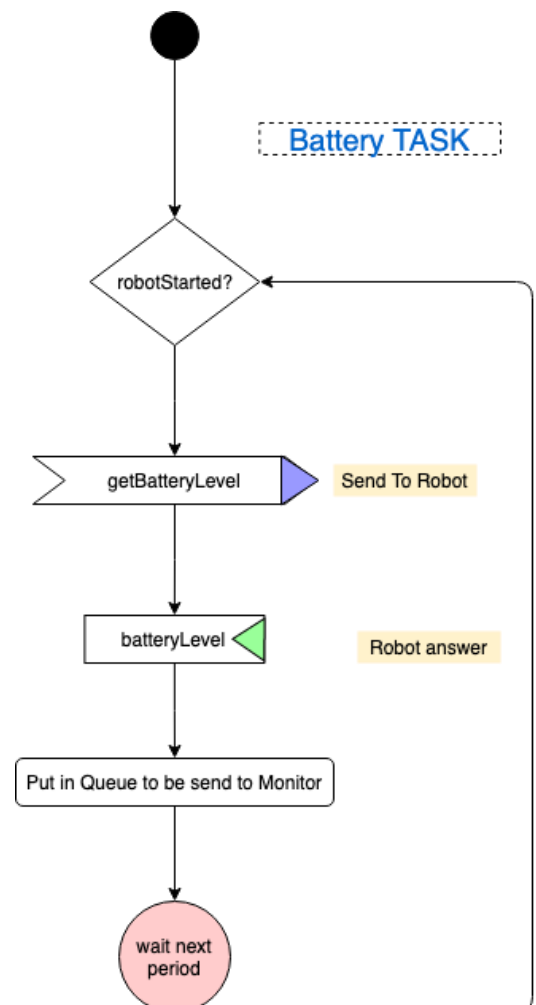 Battery TASK
robotStarted?
getBatteryLevel
Send To Robot
batteryLevel
Robot answer
Put in Queue to be send to Monitor
wait next
period